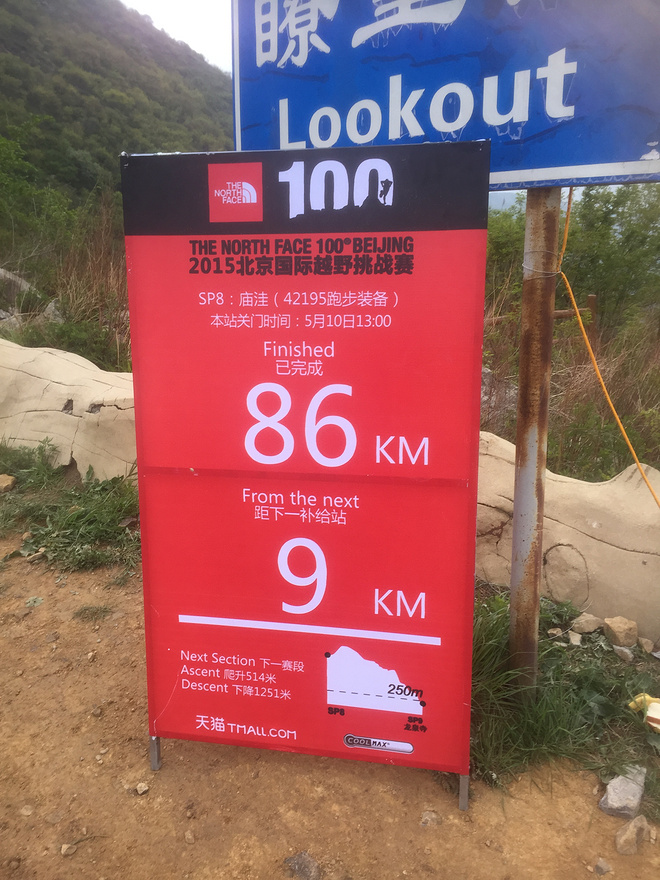 Lookout
THE
NORTH
FACE
100
THE NORTH FACE 100® BEIJING
2015北京国际越野挑战赛
SP8：庙洼（42195跑步装备）
本站关门时间：5月10日13:00
Finished
已完成
86 KM
From the next
距下一补给站
9 KM
Next Section 下一赛段
Ascent 爬升514米
Descent 下降1251米
250m
SP8
SP9
龙泉寺
天猫 TMALL.COM
COOLMAX®